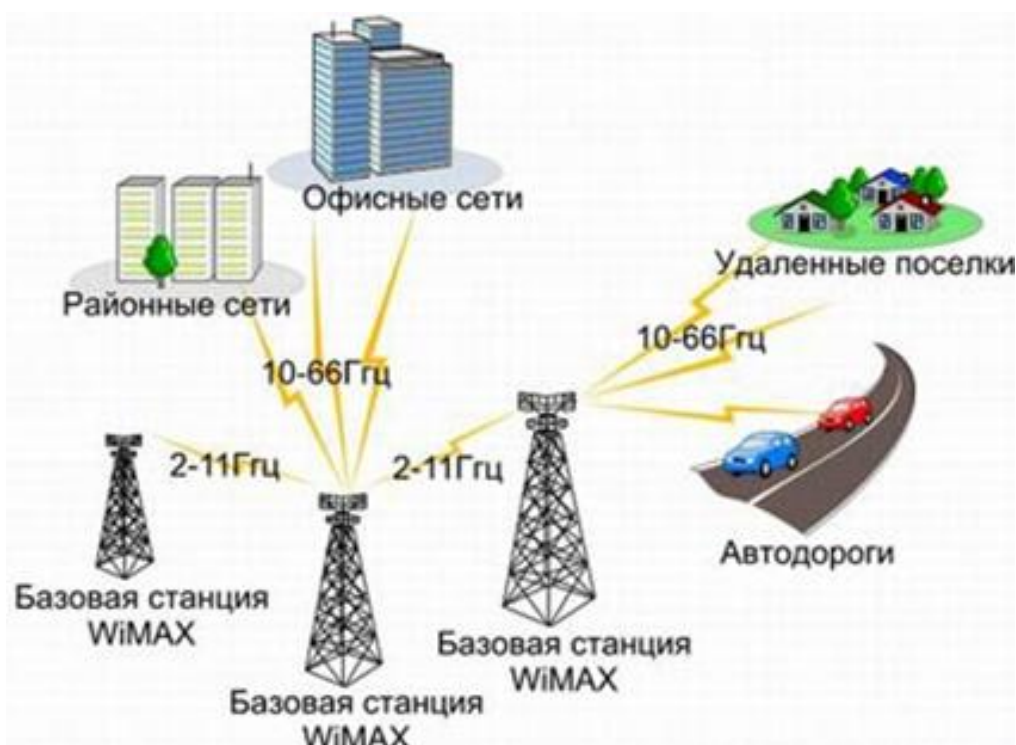 Офисные сети
Районные сети
Удаленные поселки
10-66Ггц
10-66Ггц
2-11Ггц
2-11Ггц
Автодороги
Базовая станция
WiMAX
Базовая станция
WiMAX
Базовая станция
WiMAX